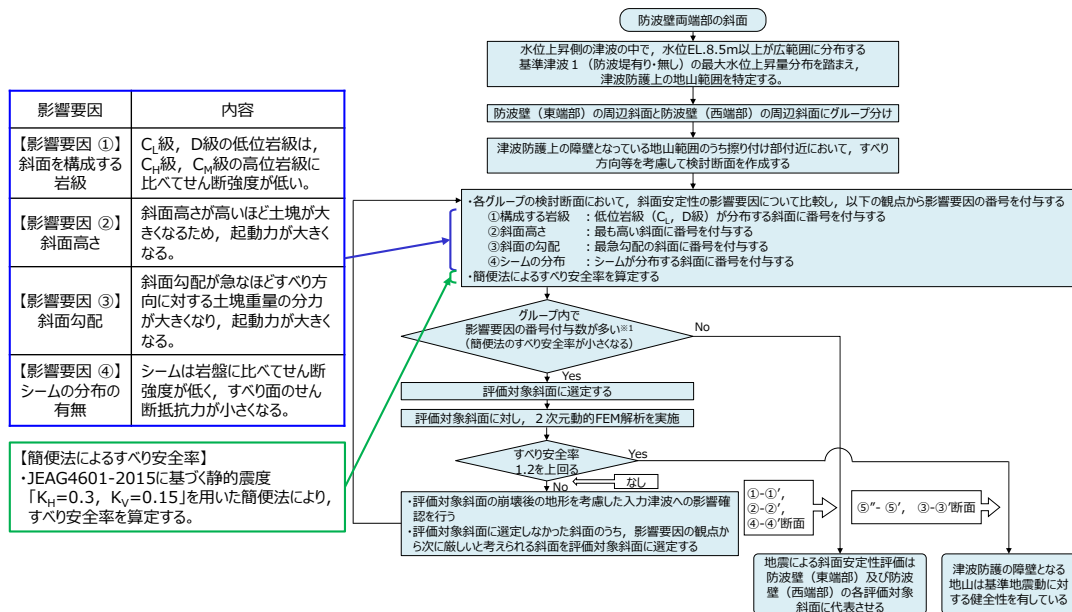 影響要因
内容
【影響要因 ①】
斜面を構成する
岩級
CL級，D級の低位岩級は，
CH級，CM級の高位岩級に
比べてせん断強度が低い。
【影響要因 ②】
斜面高さ
斜面高さが高いほど土塊が大
きくなるため，起動力が大きく
なる。
【影響要因 ③】
斜面勾配
斜面勾配が急なほどすべり方
向に対する土塊重量の分力
が大きくなり，起動力が大きく
なる。
【影響要因 ④】
シームの分布の
有無
シームは岩盤に比べてせん断
強度が低く，すべり面のせん
断抵抗力が小さくなる。
【簡便法によるすべり安全率】
・JEAG4601-2015に基づく静的震度
「KH=0.3，KV=0.15」を用いた簡便法により，
すべり安全率を算定する。
防波壁両端部の斜面
水位上昇側の津波の中で，水位EL.8.5m以上が広範囲に分布する
基準津波１（防波堤有り・無し）の最大水位上昇量分布を踏まえ，
津波防護上の地山範囲を特定する。
防波壁（東端部）の周辺斜面と防波壁（西端部）の周辺斜面にグループ分け
津波防護上の障壁となっている地山範囲のうち擦り付け部付近において，すべり
方向等を考慮して検討断面を作成する
・各グループの検討断面において，斜面安定性の影響要因について比較し，以下の観点から影響要因の番号を付与する
①構成する岩級　：低位岩級（CL，D級）が分布する斜面に番号を付与する
②斜面高さ　：最も高い斜面に番号を付与する
③斜面の勾配　：最急勾配の斜面に番号を付与する
④シームの分布　：シームが分布する斜面に番号を付与する
・簡便法によるすべり安全率を算定する
グループ内で
影響要因の番号付与数が多い※1
（簡便法のすべり安全率が小さくなる）
No
Yes
評価対象斜面に選定する
評価対象斜面に対し，２次元動的FEM解析を実施
すべり安全率
1.2を上回る
Yes
なし
No
・評価対象斜面の崩壊後の地形を考慮した入力津波への影響確
認を行う
・評価対象斜面に選定しなかった斜面のうち，影響要因の観点か
ら次に厳しいと考えられる斜面を評価対象斜面に選定する
①-①’，
②-②’，
④-④’断面
⑤”-⑤’，③-③’断面
地震による斜面安定性評価は
防波壁（東端部）及び防波
壁（西端部）の各評価対象
斜面に代表させる
津波防護の障壁となる
地山は基準地震動に対
する健全性を有している